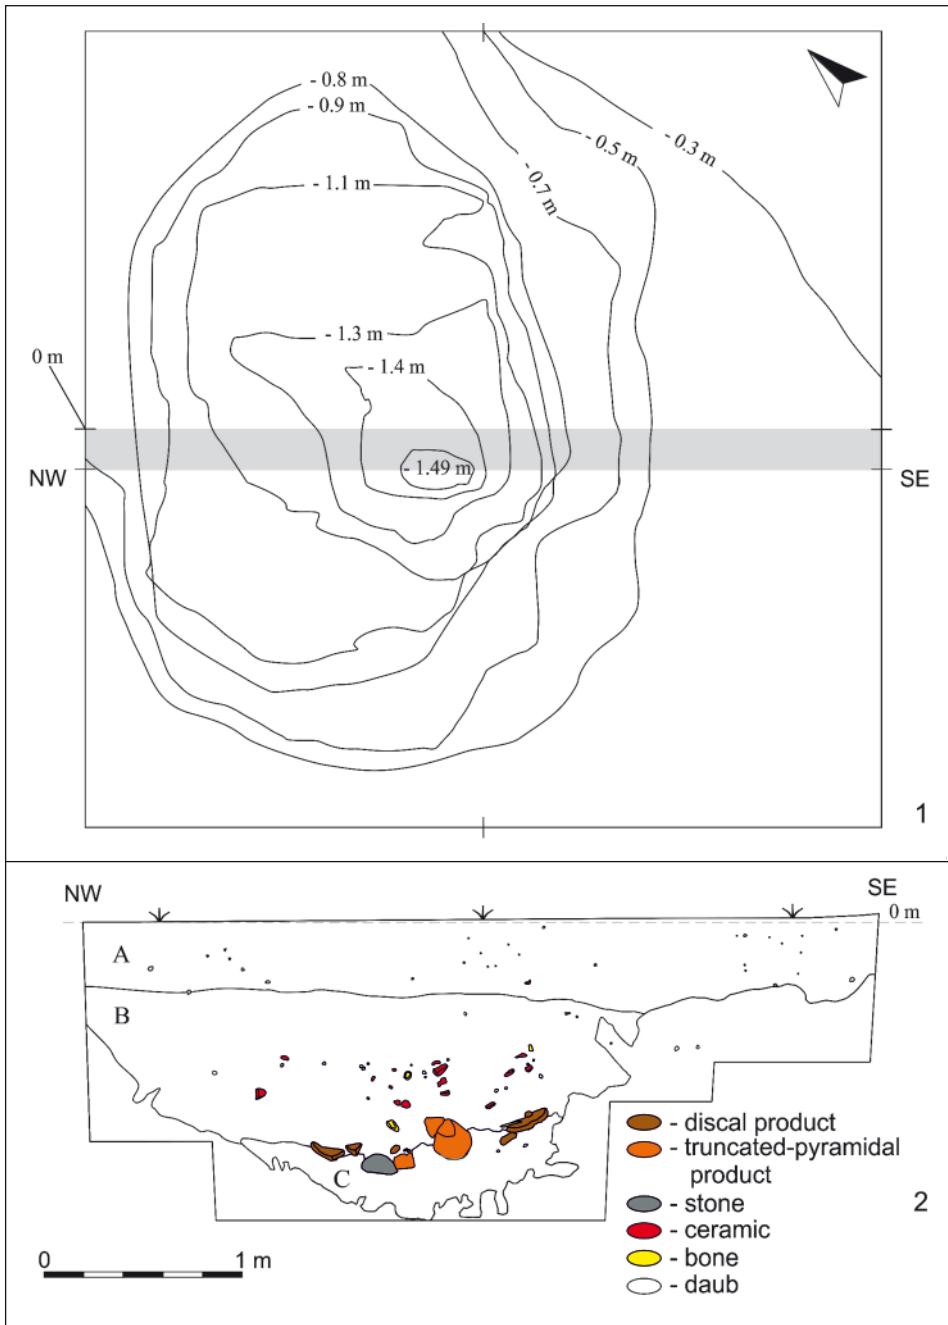 - 0.8 m
- 0.9 m
- 1.1 m
- 0.7 m
- 0.5 m
- 0.3 m
- 1.3 m
- 1.4 m
0 m
- 1.49 m
NW
SE
1
NW
SE
0 m
A
B
C
- discal product
- truncated-pyramidal
product
- stone
- ceramic
- bone
- daub
2
0
1 m